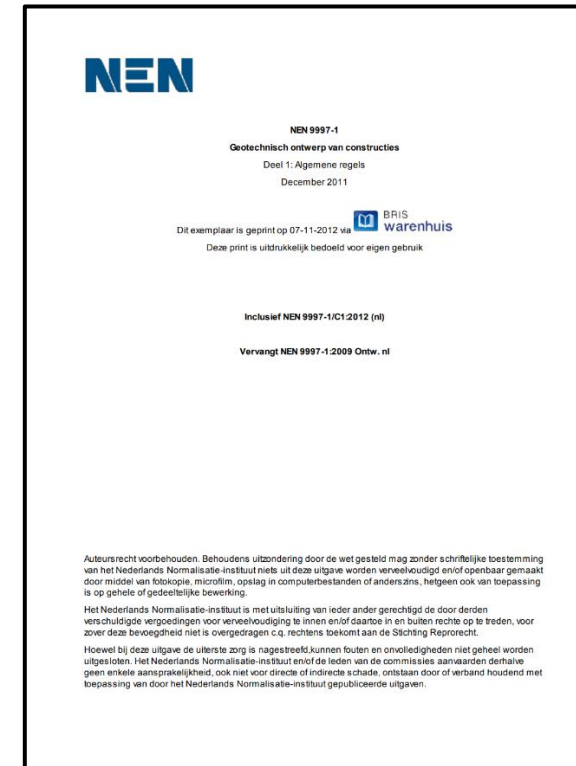 NEN
NEN 9997-1
Geotechnisch ontwerp van constructies
Deel 1: Algemene regels
December 2011
Dit exemplaar is geprint op 07-11-2012 via BRIS warenhuis
Deze print is uitdrukkelijk bedoeld voor eigen gebruik
Inclusief NEN 9997-1/C1:2012 (nl)
Vervangt NEN 9997-1:2009 Ontw. nl
Auteursrecht voorbehouden. Behoudens uitzondering door de wet gesteld mag zonder schriftelijke toestemming
van het Nederlands Normalisatie-instituut niets uit deze uitgave worden verveelvoudigd en/of openbaar gemaakt
door middel van fotokopie, microfilm, opslag in computerbestanden of anderszins, hetgeen ook van toepassing
is op gehele of gedeeltelijke bewerking.
Het Nederlands Normalisatie-instituut is met uitsluiting van ieder ander gerechtigd de door derden
verschuldigde vergoedingen voor verveelvoudiging te innen en/of daartoe in en buiten rechte op te treden, voor
zover deze bevoegdheid niet is overgedragen c.q. rechtens toekomt aan de Stichting Reprorecht.
Hoewel bij deze uitgave de uiterste zorg is nagestreefd,kunnen fouten en onvolledigheden niet geheel worden
uitgesloten. Het Nederlands Normalisatie-instituut en/of de leden van de commissies aanvaarden derhalve
geen enkele aansprakelijkheid, ook niet voor directe of indirecte schade, ontstaan door of verband houdend met
toepassing van door het Nederlands Normalisatie-instituut gepubliceerde uitgaven.